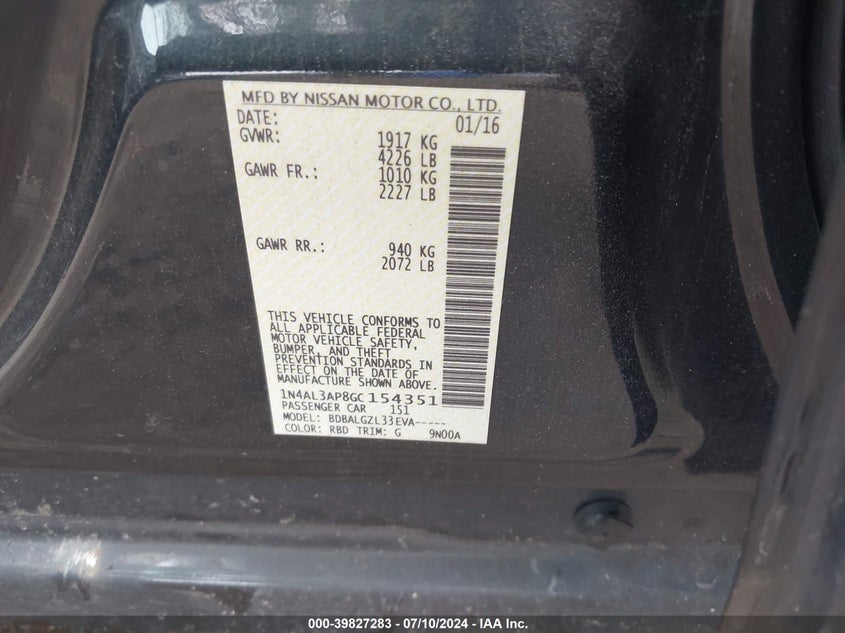 MFD BY NISSAN MOTOR CO., LTD.
DATE: 01/16
GVWR: 1917 KG
4226 LB
GAWR FR.: 1010 KG
2227 LB
GAWR RR.: 940 KG
2072 LB
THIS VEHICLE CONFORMS TO
ALL APPLICABLE FEDERAL
MOTOR VEHICLE SAFETY,
BUMPER, AND THEFT
PREVENTION STANDARDS IN
EFFECT ON THE DATE OF
MANUFACTURE SHOWN ABOVE.
1N4AL3AP8GC154351
PASSENGER CAR 151
MODEL: BDBALGZL33EVA-----
COLOR: RBD TRIM: G 9N00A
000-39827283 - 07/10/2024 - IAA Inc.